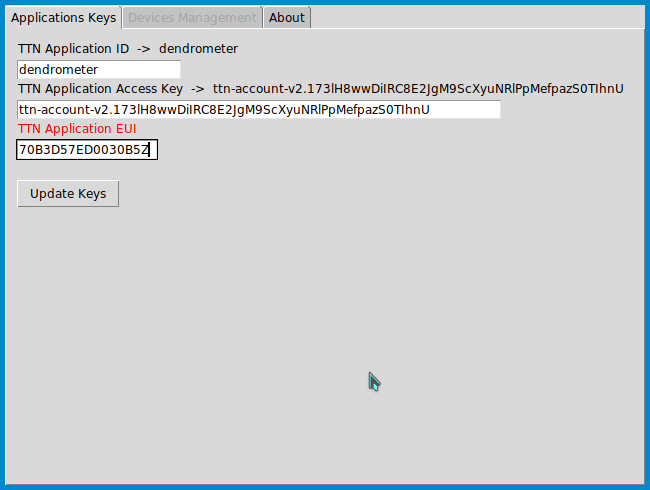 Applications Keys Devices Management About
TTN Application ID -> dendrometer
dendrometer
TTN Application Access Key -> ttn-account-v2.173lH8wwDiIRC8E2JgM9ScXyuNRlPpMefpazS0TIhnU
ttn-account-v2.173lH8wwDiIRC8E2JgM9ScXyuNRlPpMefpazS0TIhnU
TTN Application EUI
70B3D57ED0030B5Z
Update Keys